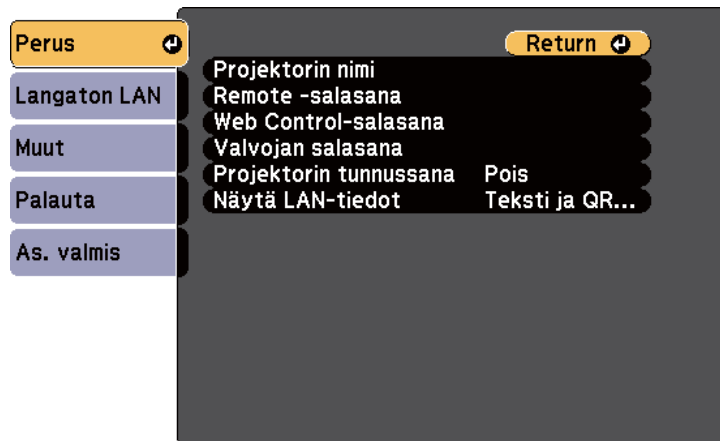 Perus
Langaton LAN
Muut
Palauta
As. valmis
Return
Projektorin nimi
Remote -salasana
Web Control-salasana
Valvojan salasana
Projektorin tunnussana Pois
Näytä LAN-tiedot Teksti ja QR...